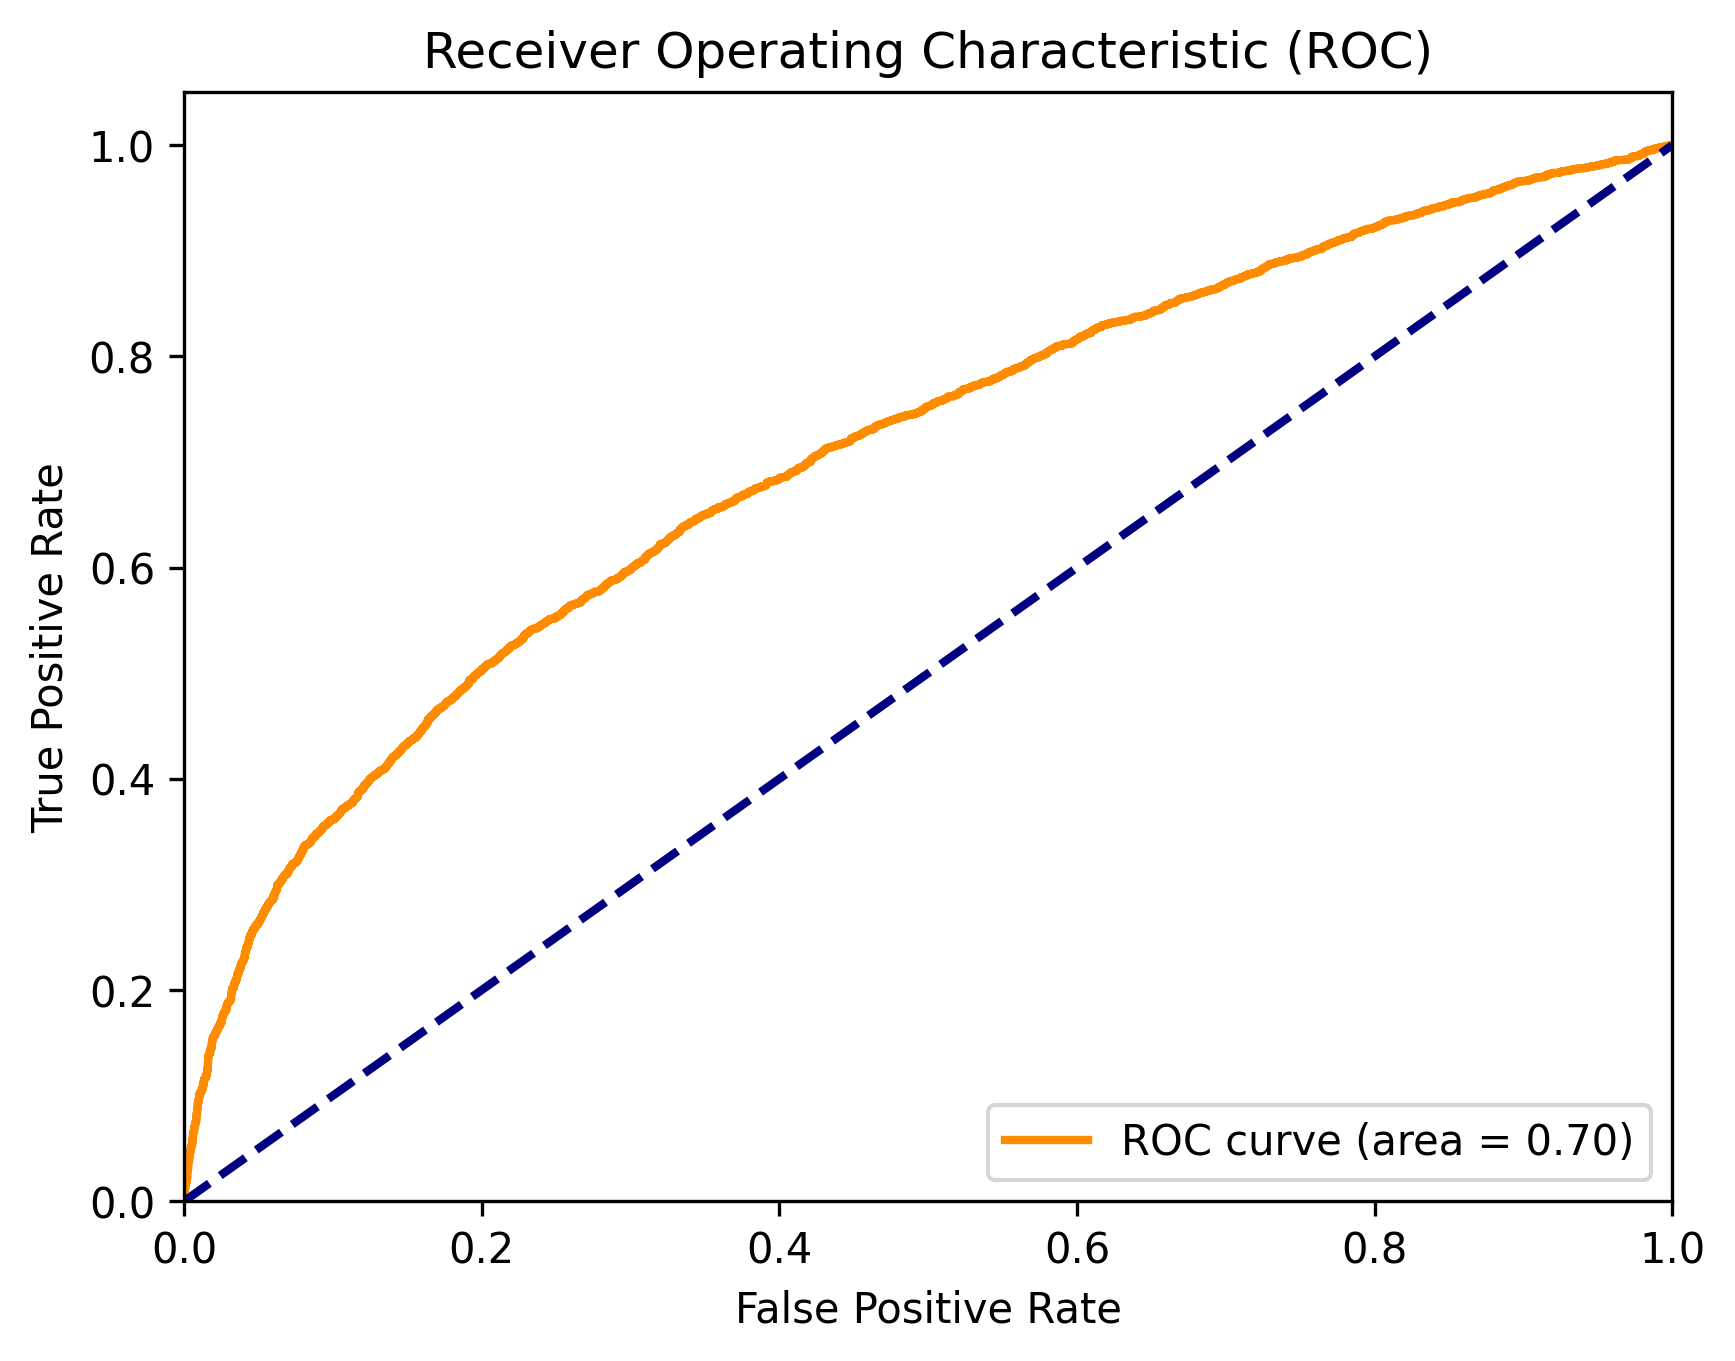 Receiver Operating Characteristic (ROC)
1.0
0.8
0.6
0.4
0.2
0.0
True Positive Rate
ROC curve (area = 0.70)
0.0 0.2 0.4 0.6 0.8 1.0
False Positive Rate